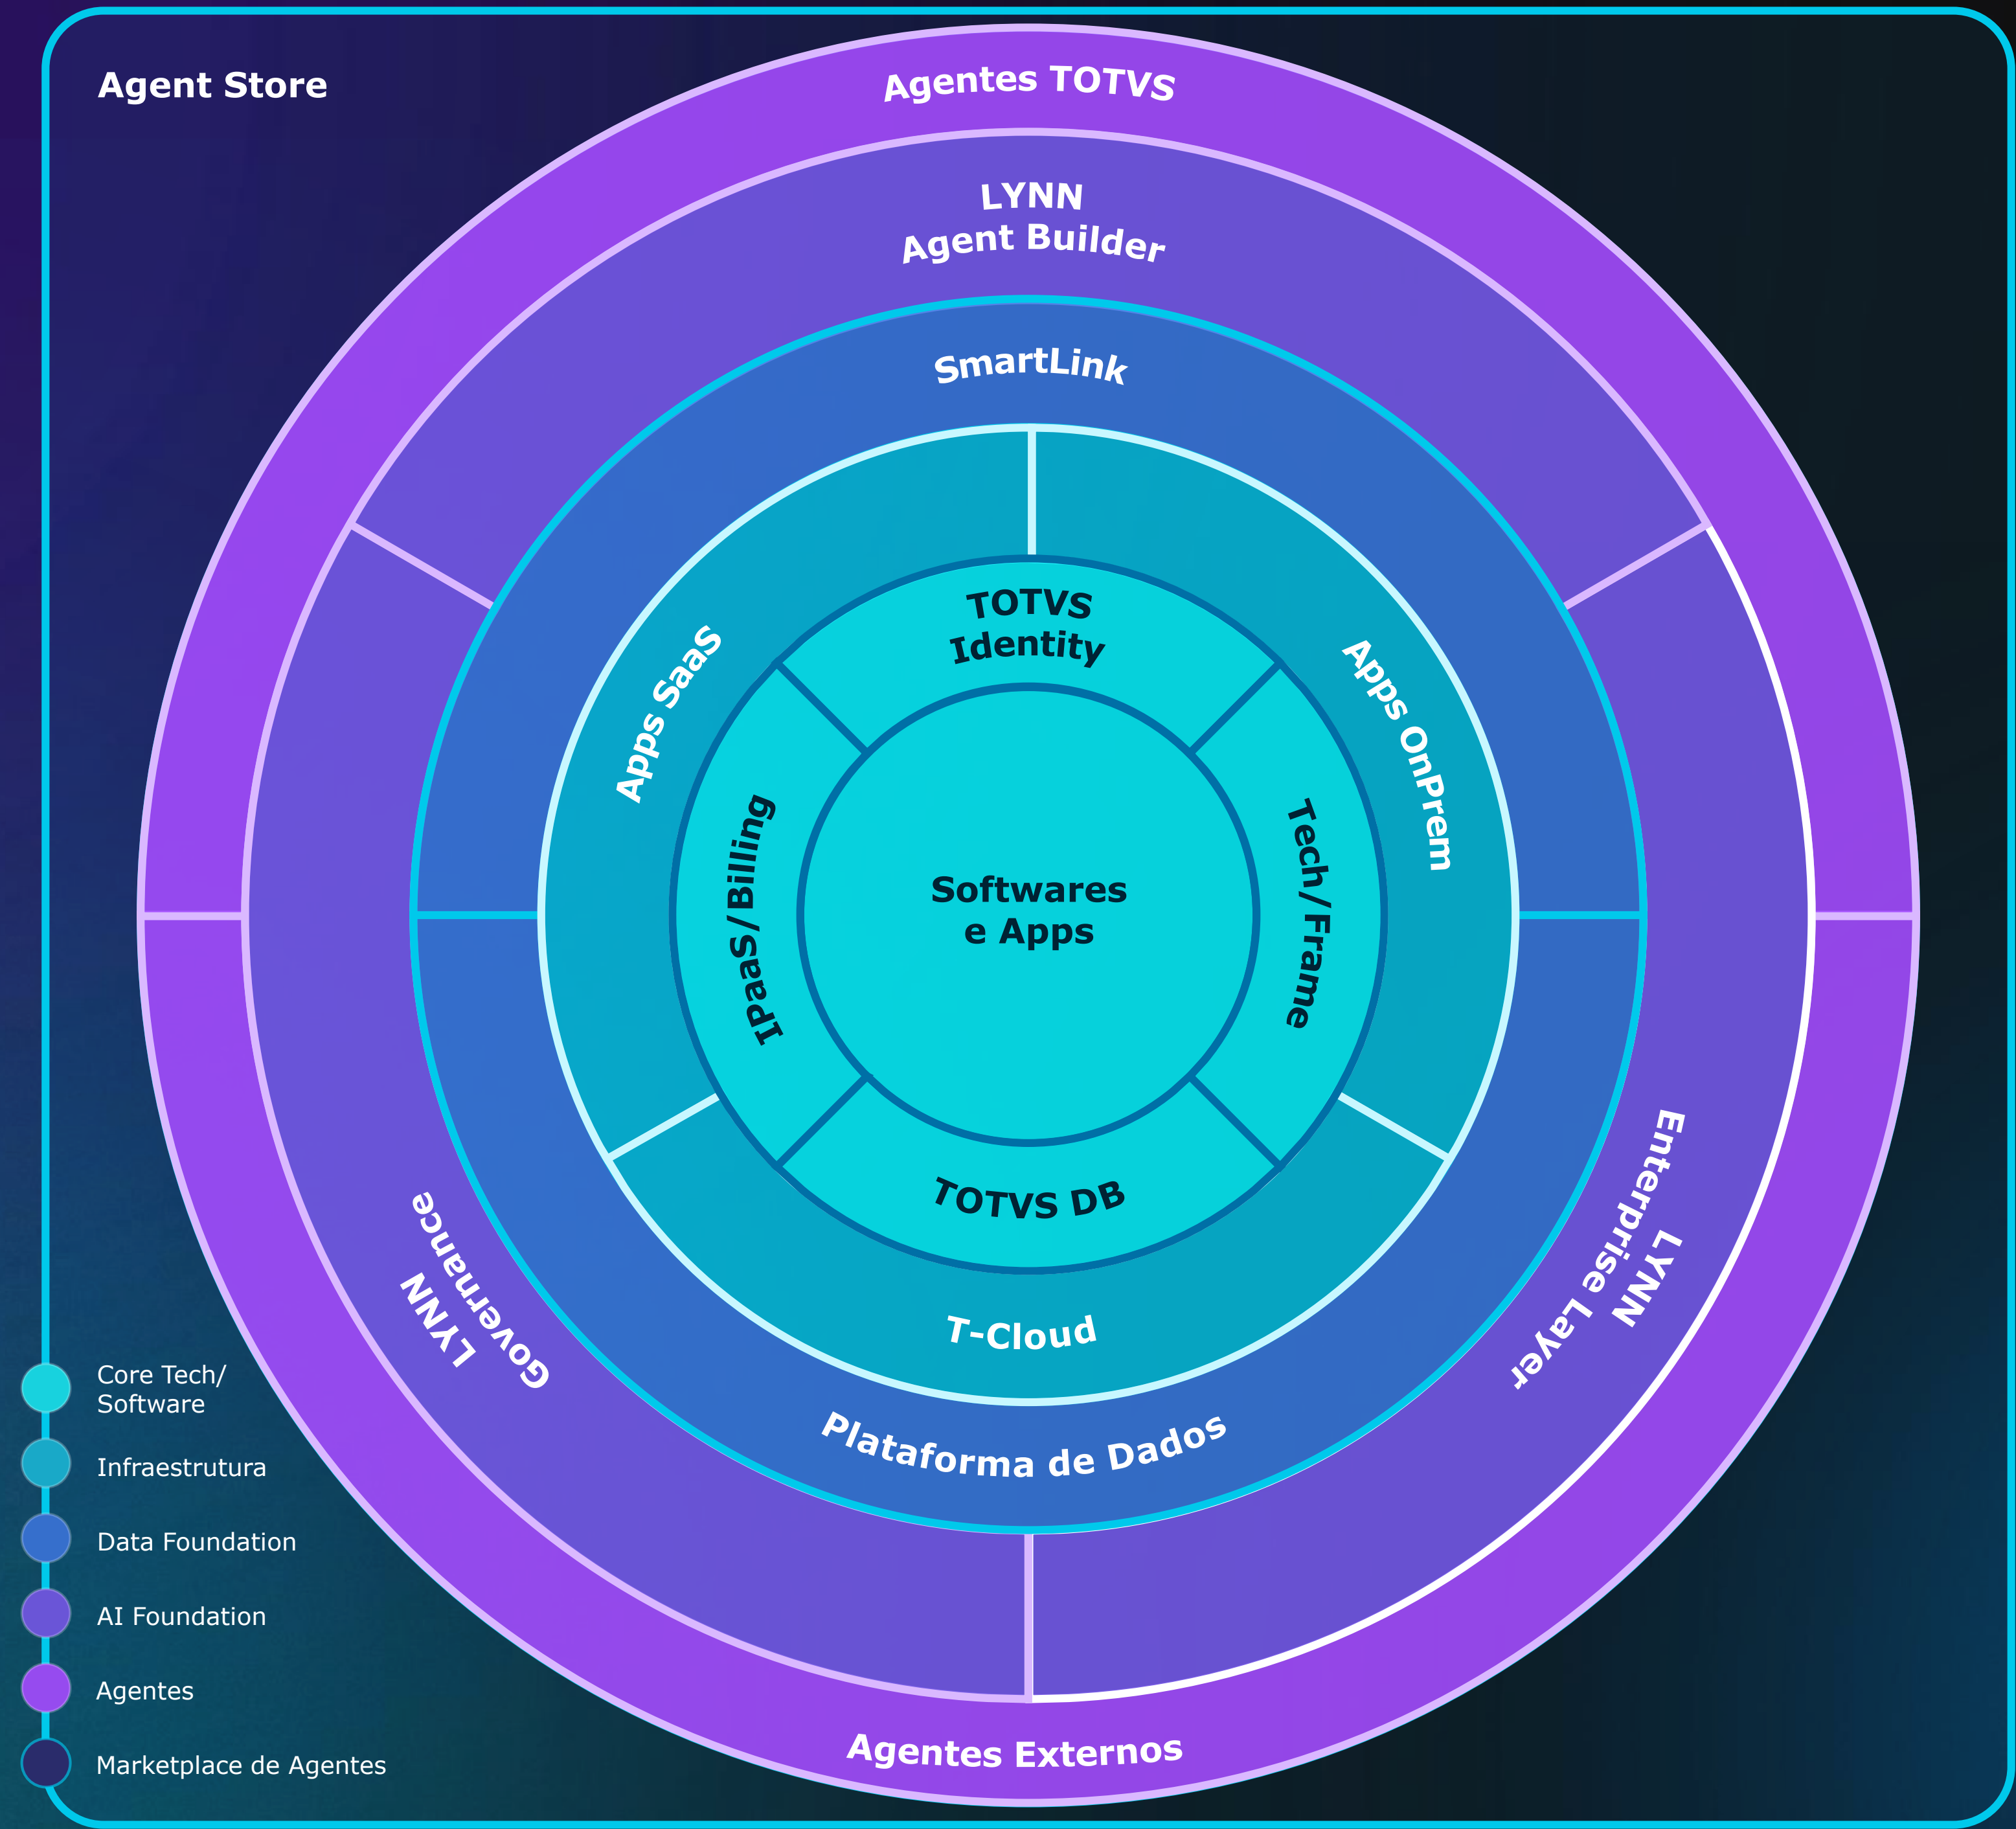 Agent Store
Agentes TOTVS
LYNN
Agent Builder
SmartLink
Apps SaaS
Apps OnPrem
TOTVS
Identity
IPaaS/Billing
Tech/Frame
Softwares
e Apps
TOTVS DB
T-Cloud
Plataforma de Dados
LYNN
Governance
LYNN
Enterprise Layer
Agentes Externos
Core Tech/
Software
Infraestrutura
Data Foundation
AI Foundation
Agentes
Marketplace de Agentes